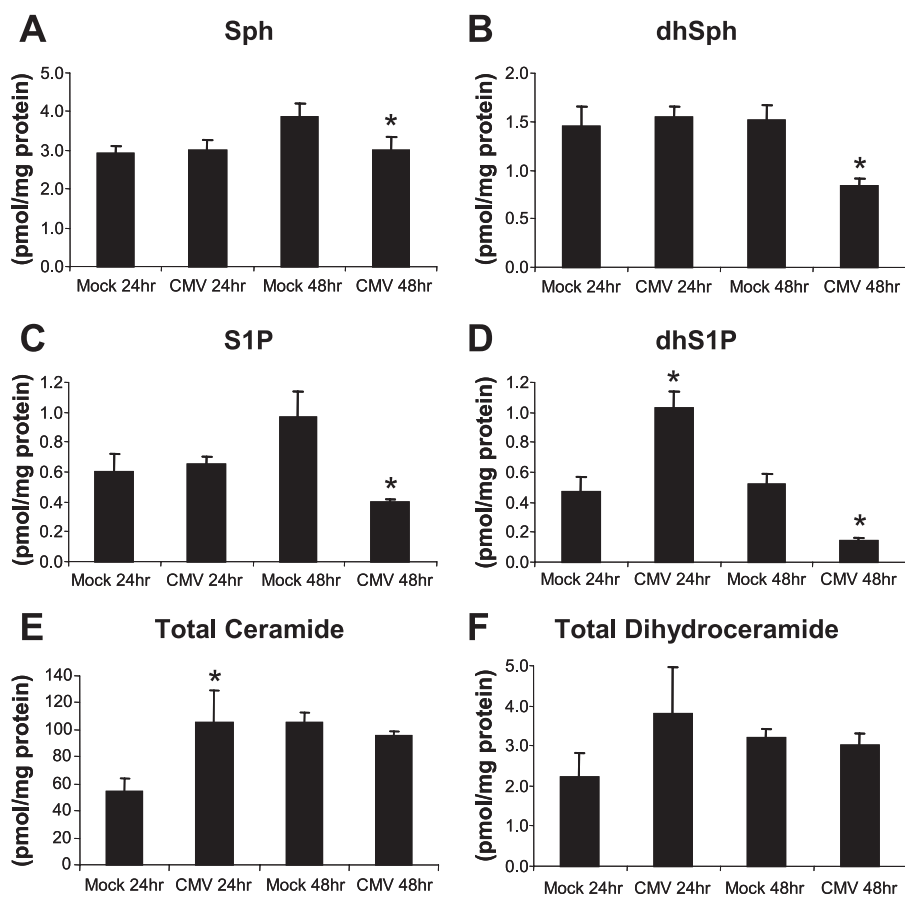 A Sph
(pmol/mg protein)
5.0
4.0
3.0
2.0
1.0
0.0
*
Mock 24hr CMV 24hr Mock 48hr CMV 48hr
B dhSph
(pmol/mg protein)
2.0
1.5
1.0
0.5
0.0
*
Mock 24hr CMV 24hr Mock 48hr CMV 48hr
C S1P
(pmol/mg protein)
1.2
1.0
0.8
0.6
0.4
0.2
0.0
*
Mock 24hr CMV 24hr Mock 48hr CMV 48hr
D dhS1P
(pmol/mg protein)
1.2
1.0
0.8
0.6
0.4
0.2
0.0
*
*
Mock 24hr CMV 24hr Mock 48hr CMV 48hr
E Total Ceramide
(pmol/mg protein)
140
120
100
80
60
40
20
0
*
Mock 24hr CMV 24hr Mock 48hr CMV 48hr
F Total Dihydroceramide
(pmol/mg protein)
5.0
4.0
3.0
2.0
1.0
0.0
Mock 24hr CMV 24hr Mock 48hr CMV 48hr